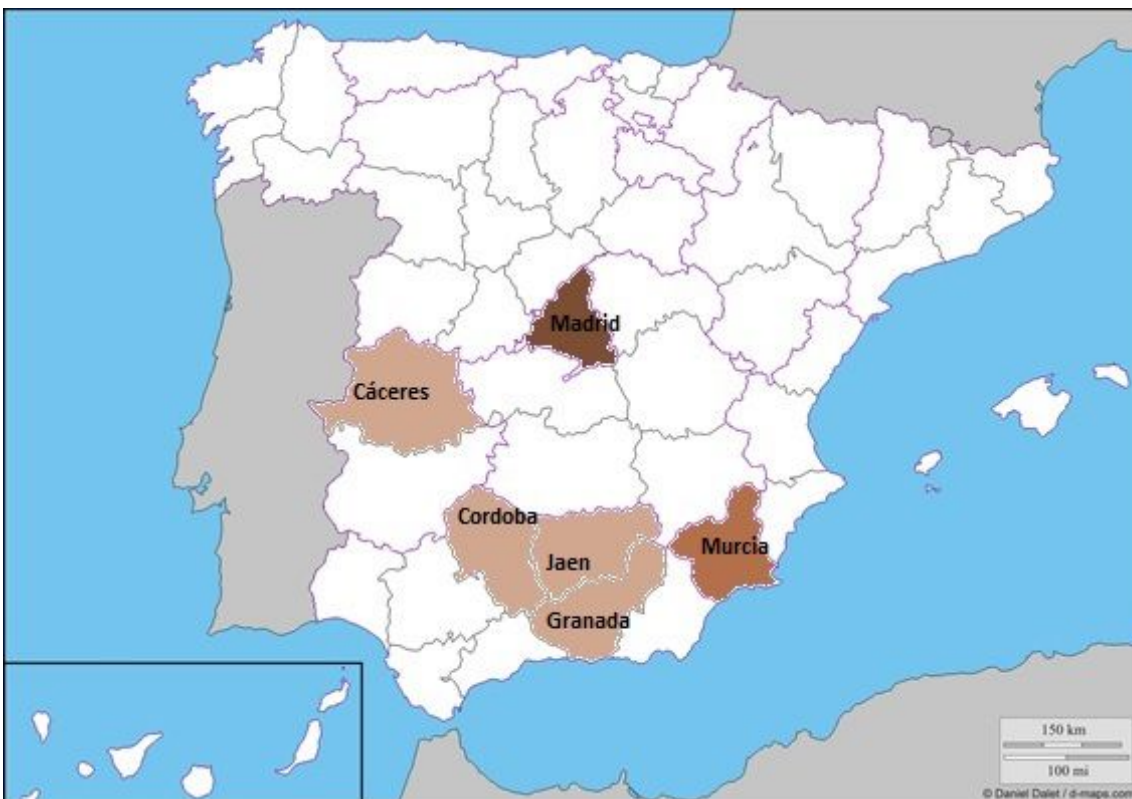 Madrid
Cáceres
Cordoba
Murcia
Jaen
Granada
150 km
100 mi
© Daniel Dalet / d-maps.com